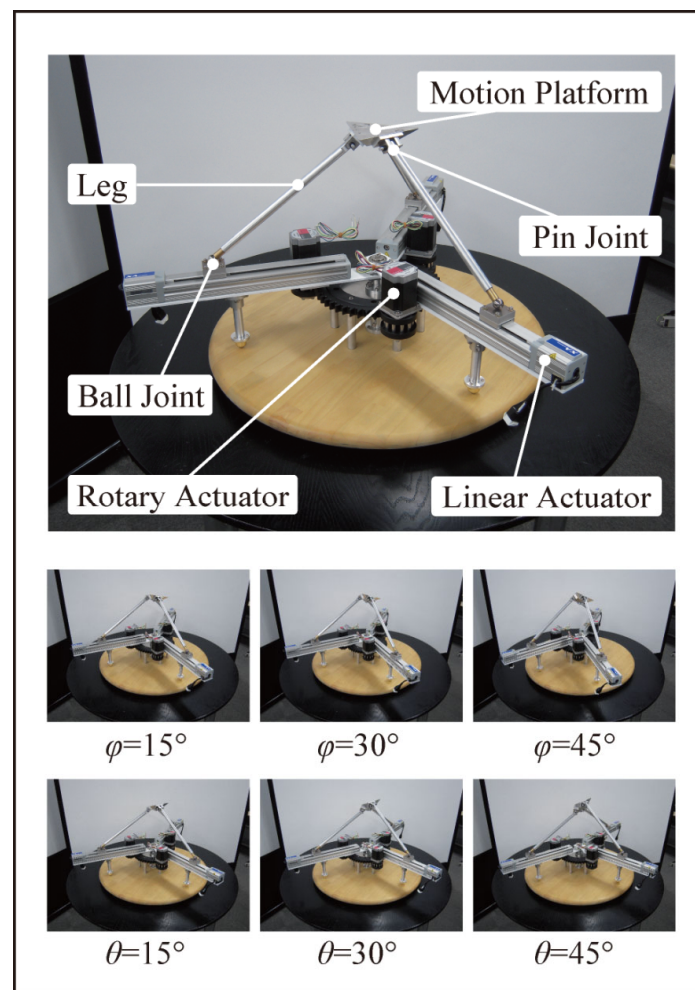 Motion Platform
Leg
Pin Joint
Ball Joint
Rotary Actuator
Linear Actuator
φ=15°
φ=30°
φ=45°
θ=15°
θ=30°
θ=45°